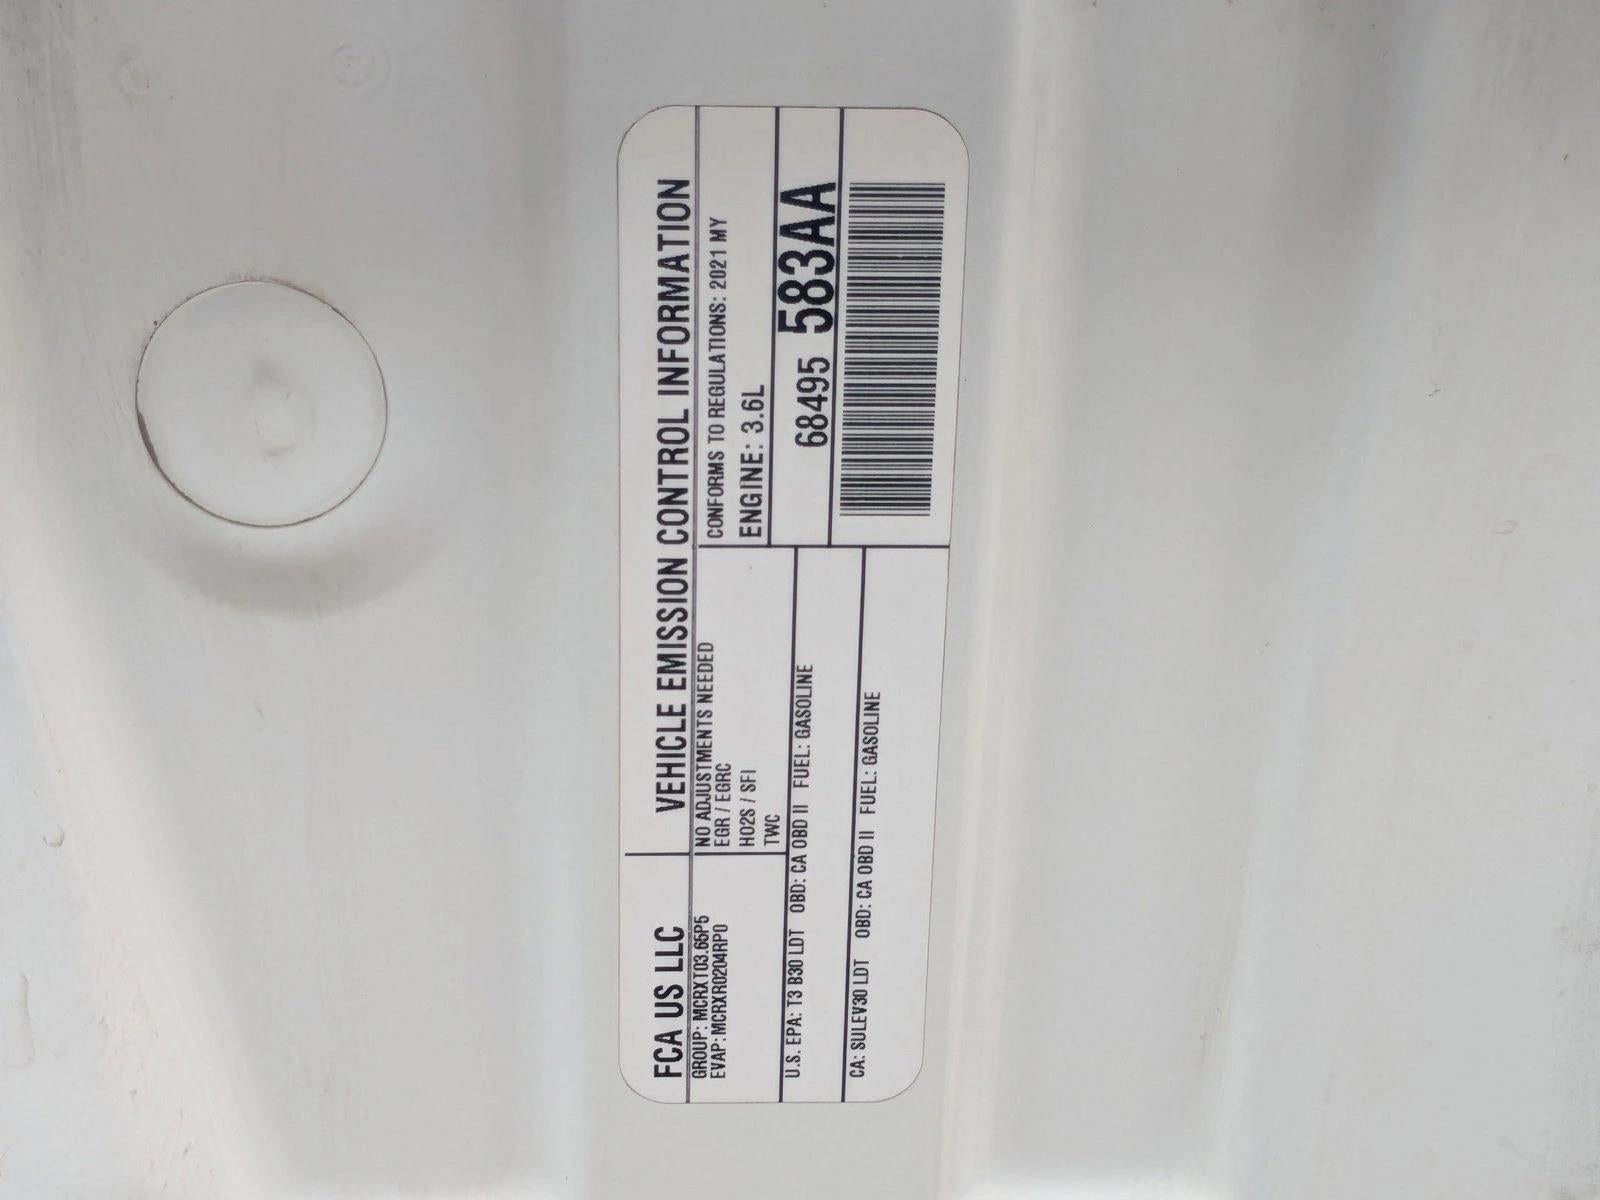 FCA US LLC
VEHICLE EMISSION CONTROL INFORMATION
GROUP: MCRXT03.65P5
EVAP: MCRXR0204RP0
NO ADJUSTMENTS NEEDED
EGR / EGRC
HO2S / SFI
TWC
CONFORMS TO REGULATIONS: 2021 MY
ENGINE: 3.6L
U.S. EPA: T3 B30 LDT OBD: CA OBD II FUEL: GASOLINE
CA: SULEV30 LDT OBD: CA OBD II FUEL: GASOLINE
68495 583AA